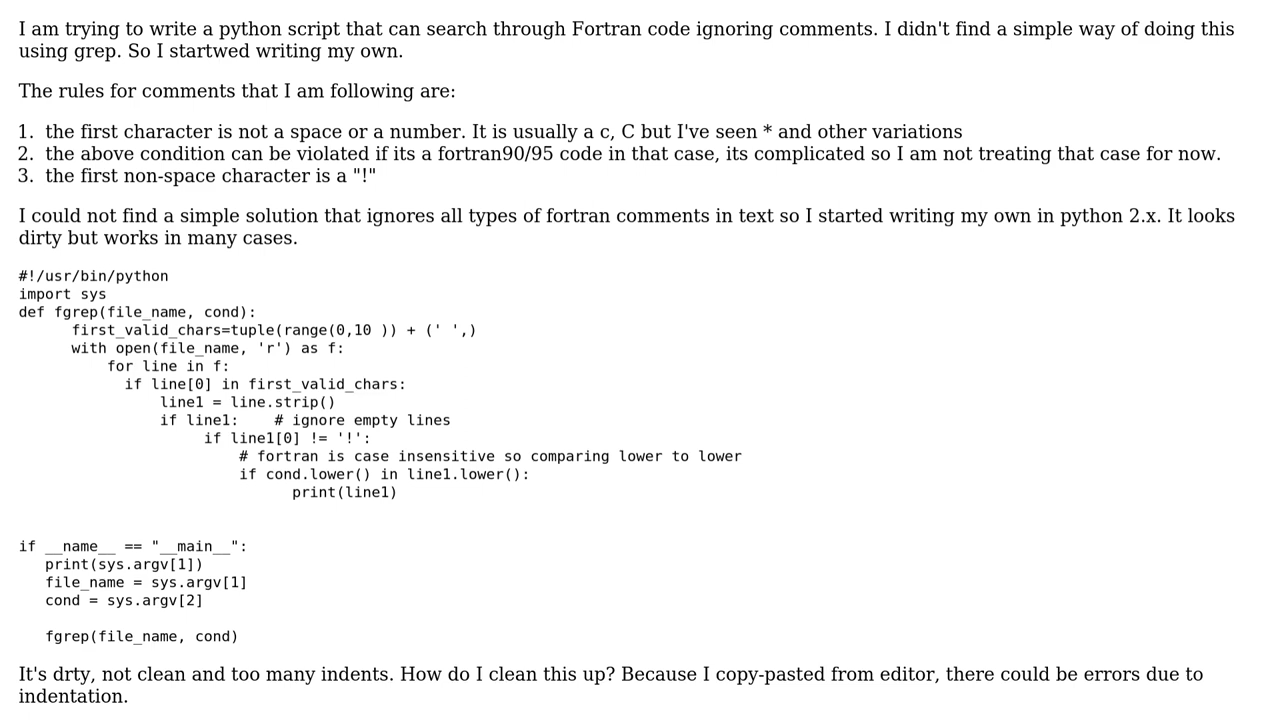 I am trying to write a python script that can search through Fortran code ignoring comments. I didn't find a simple way of doing this
using grep. So I startwed writing my own.
The rules for comments that I am following are:
1. the first character is not a space or a number. It is usually a c, C but I've seen * and other variations
2. the above condition can be violated if its a fortran90/95 code in that case, its complicated so I am not treating that case for now.
3. the first non-space character is a "!"
I could not find a simple solution that ignores all types of fortran comments in text so I started writing my own in python 2.x. It looks
dirty but works in many cases.
#!/usr/bin/python
import sys
def fgrep(file_name, cond):
      first_valid_chars=tuple(range(0,10 )) + (' ',)
      with open(file_name, 'r') as f:
          for line in f:
            if line[0] in first_valid_chars:
                line1 = line.strip()
                if line1:    # ignore empty lines
                     if line1[0] != '!':
                         # fortran is case insensitive so comparing lower to lower
                         if cond.lower() in line1.lower():
                               print(line1)
if __name__ == "__main__":
   print(sys.argv[1])
   file_name = sys.argv[1]
   cond = sys.argv[2]
   fgrep(file_name, cond)
It's drty, not clean and too many indents. How do I clean this up? Because I copy-pasted from editor, there could be errors due to
indentation.